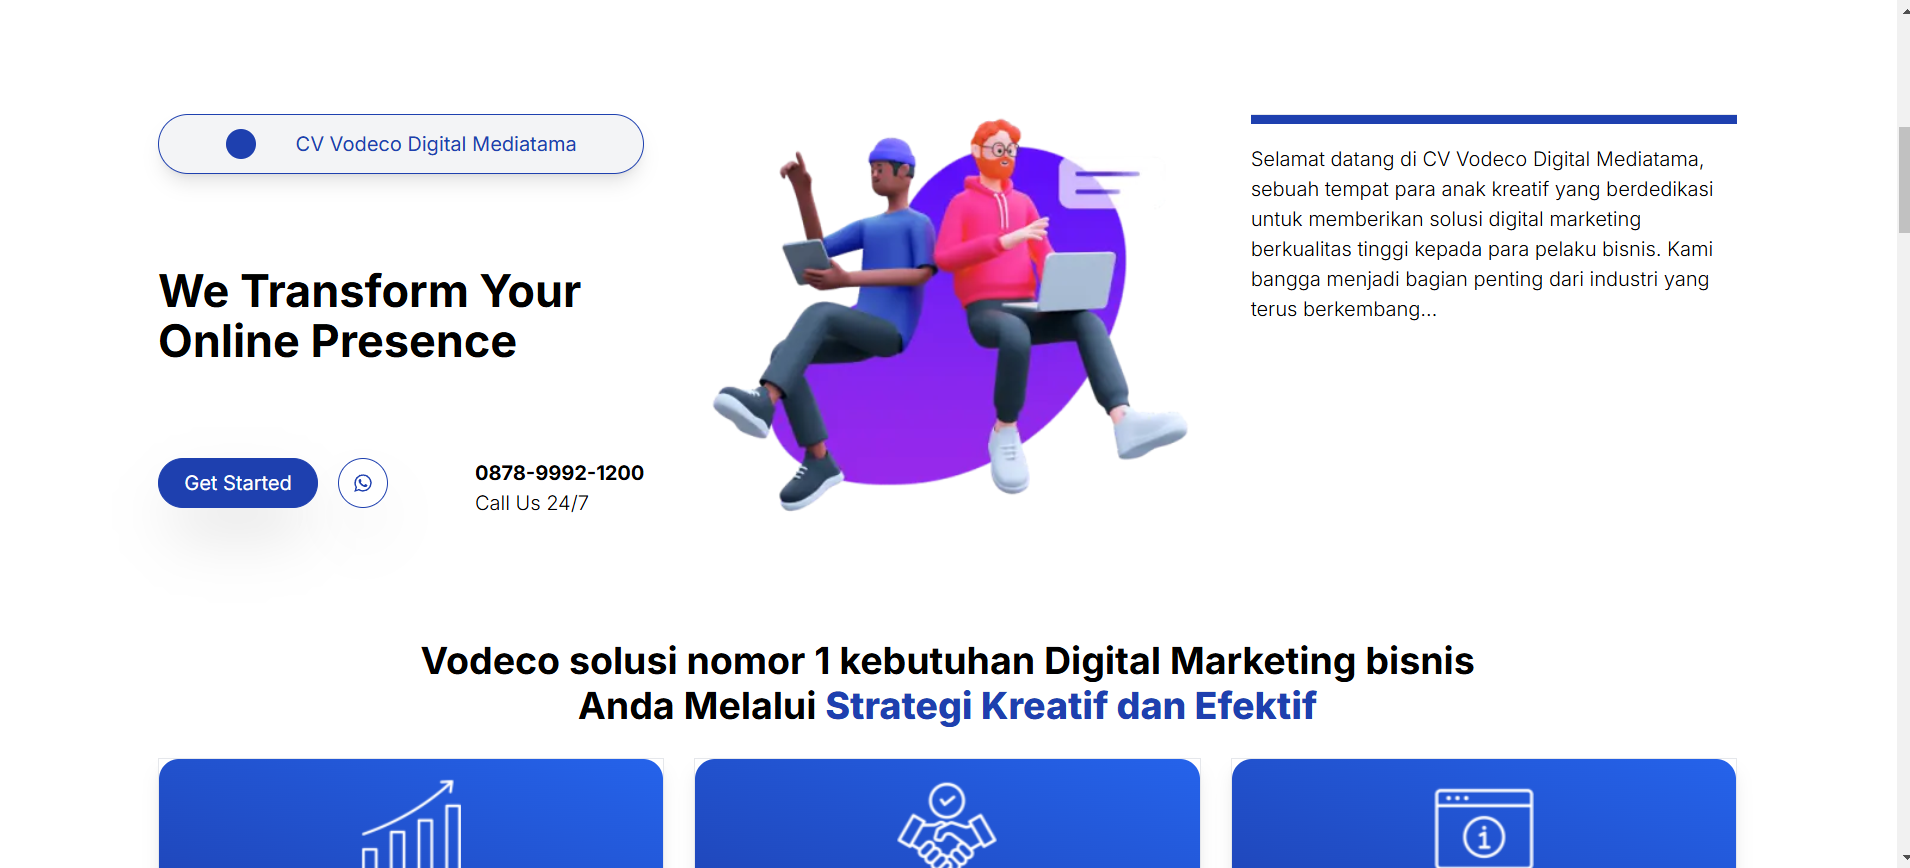 CV Vodeco Digital Mediatama
We Transform Your
Online Presence
Get Started
0878-9992-1200
Call Us 24/7
Selamat datang di CV Vodeco Digital Mediatama,
sebuah tempat para anak kreatif yang berdedikasi
untuk memberikan solusi digital marketing
berkualitas tinggi kepada para pelaku bisnis. Kami
bangga menjadi bagian penting dari industri yang
terus berkembang...
Vodeco solusi nomor 1 kebutuhan Digital Marketing bisnis
Anda Melalui Strategi Kreatif dan Efektif